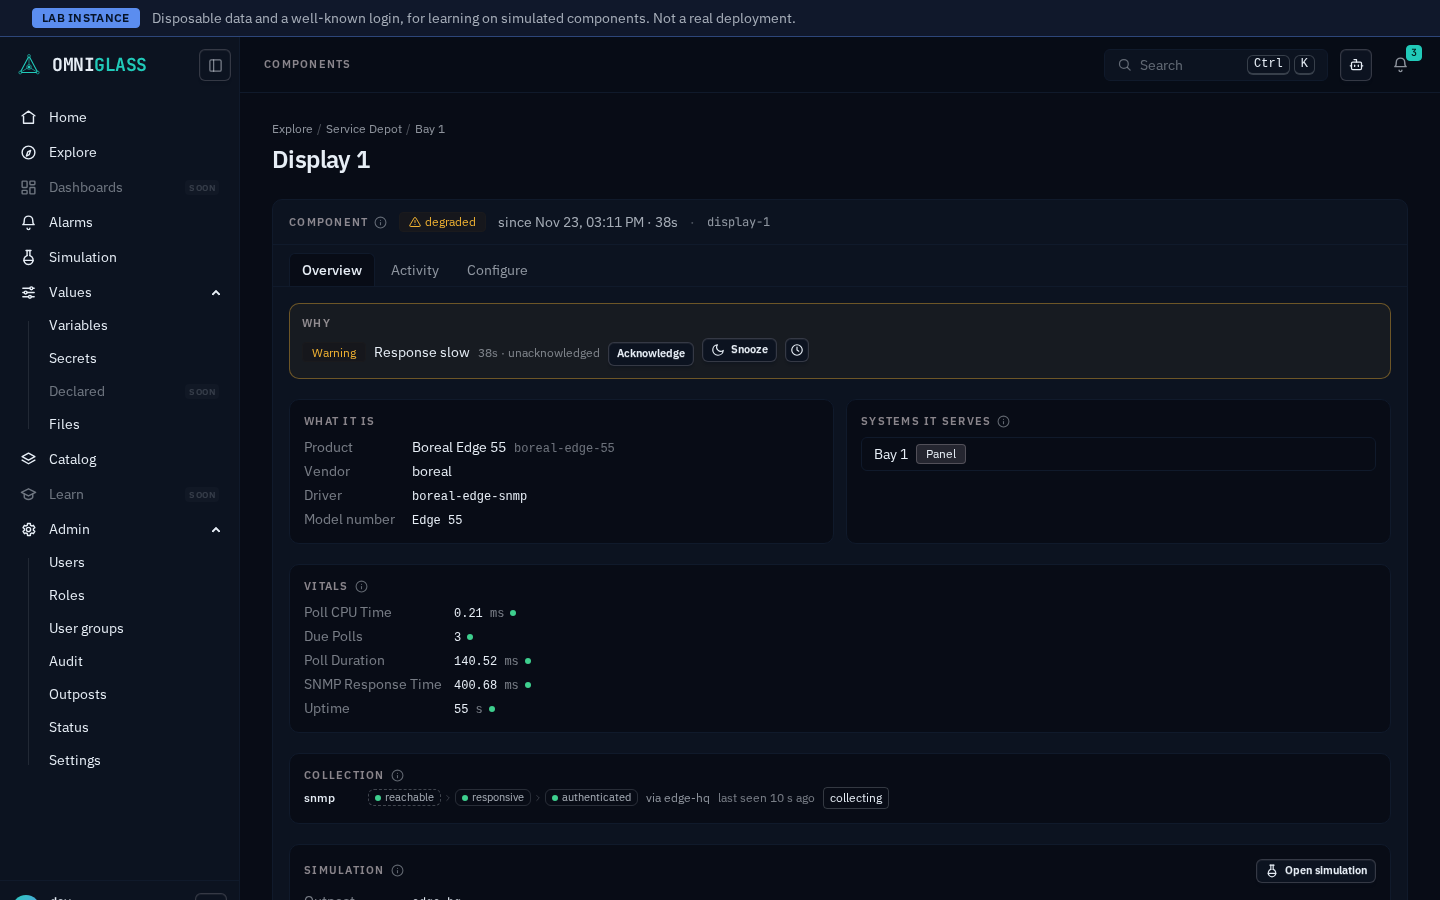 LAB INSTANCE Disposable data and a well-known login, for learning on simulated components. Not a real deployment.
OMNIGLASS
COMPONENTS
Search Ctrl K
3
Home
Explore
Dashboards SOON
Alarms
Simulation
Values
Variables
Secrets
Declared SOON
Files
Catalog
Learn SOON
Admin
Users
Roles
User groups
Audit
Outposts
Status
Settings
Explore / Service Depot / Bay 1
Display 1
COMPONENT degraded since Nov 23, 03:11 PM · 38s · display-1
Overview Activity Configure
WHY
Warning Response slow 38s · unacknowledged Acknowledge Snooze
WHAT IT IS
Product Boreal Edge 55 boreal-edge-55
Vendor boreal
Driver boreal-edge-snmp
Model number Edge 55
SYSTEMS IT SERVES
Bay 1 Panel
VITALS
Poll CPU Time 0.21 ms
Due Polls 3
Poll Duration 140.52 ms
SNMP Response Time 400.68 ms
Uptime 55 s
COLLECTION
snmp reachable › responsive › authenticated via edge-hq last seen 10 s ago collecting
SIMULATION Open simulation